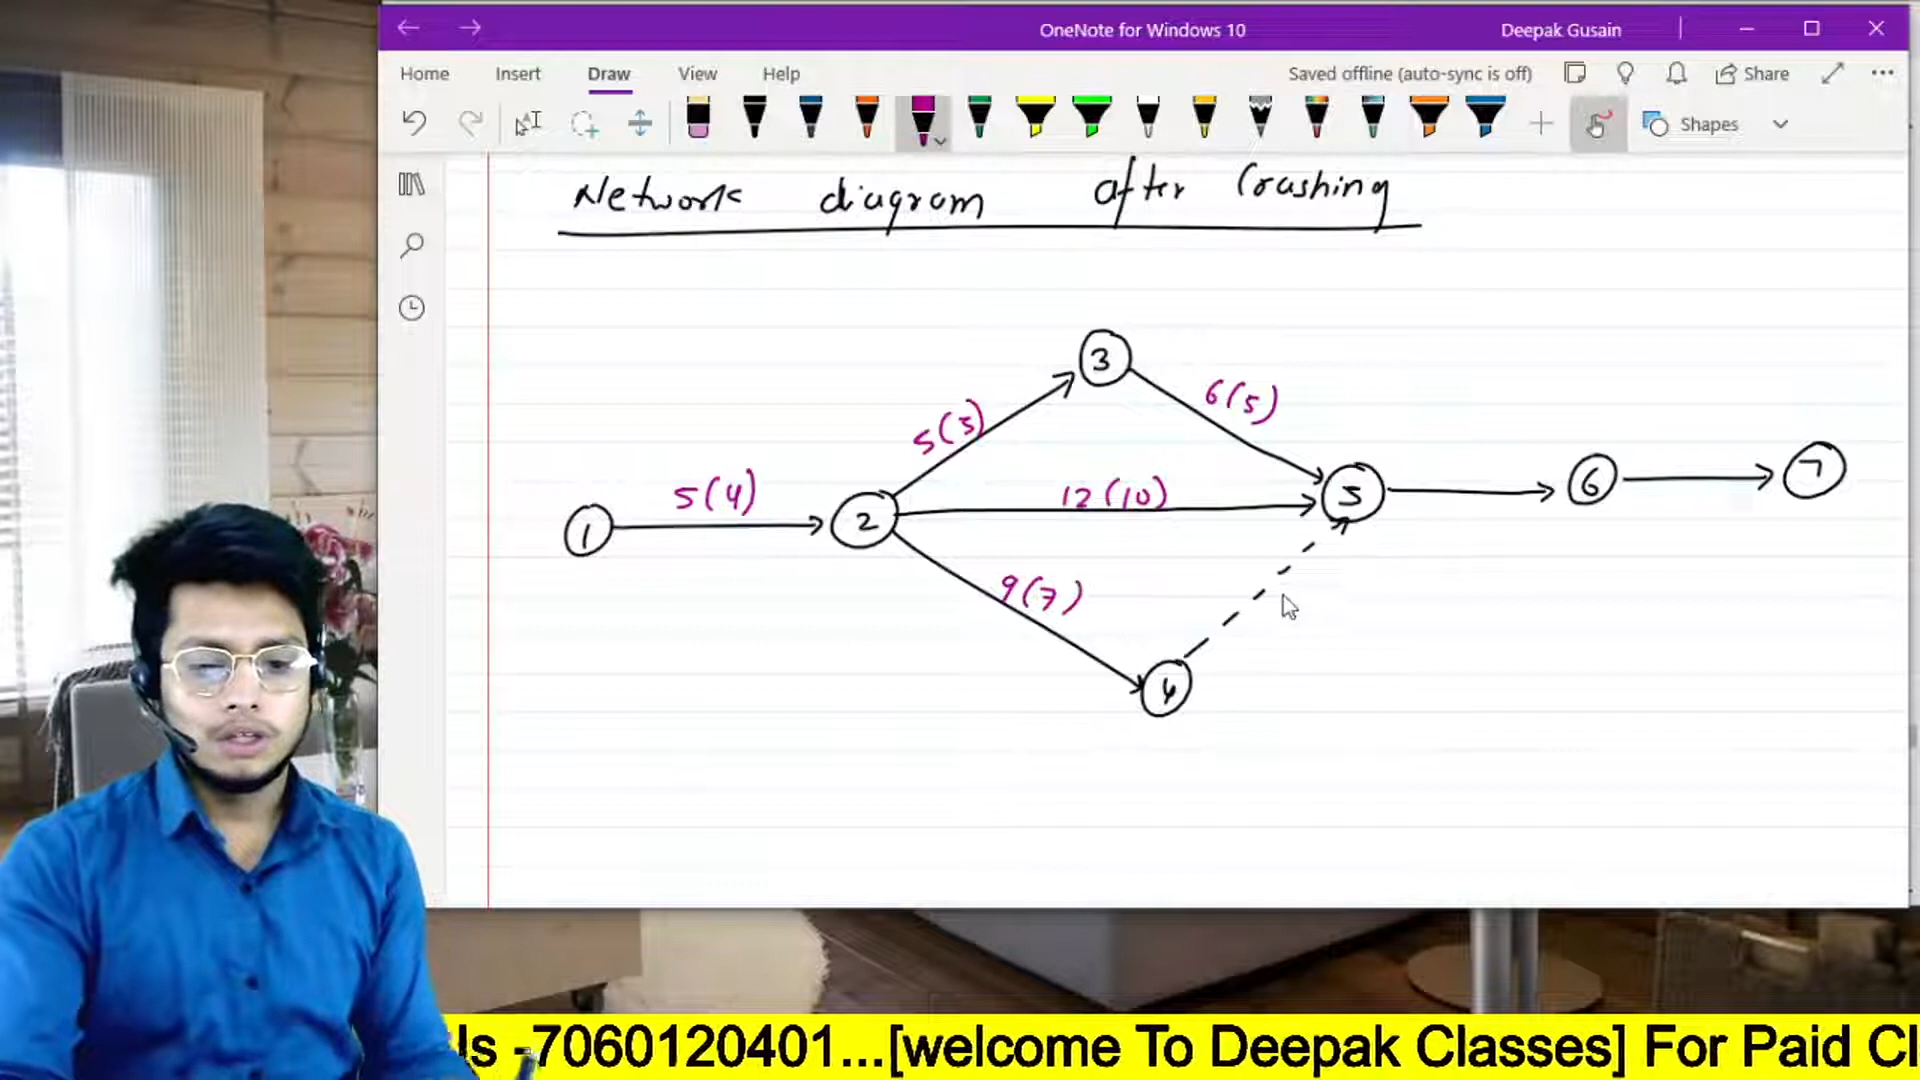 OneNote for Windows 10
Deepak Gusain
Home Insert Draw View Help
Saved offline (auto-sync is off)
Share
Shapes
Network diagram after Crashing
3
6(5)
5(3)
5(4)
12(10)
1
2
5
6
7
9(7)
4
ls -7060120401...[welcome To Deepak Classes] For Paid Cl